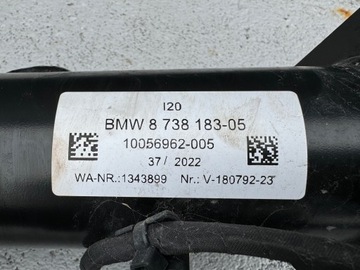 I20
BMW 8 738 183-05
10056962-005
37/ 2022
WA-NR.:1343899 Nr.: V-180792-23